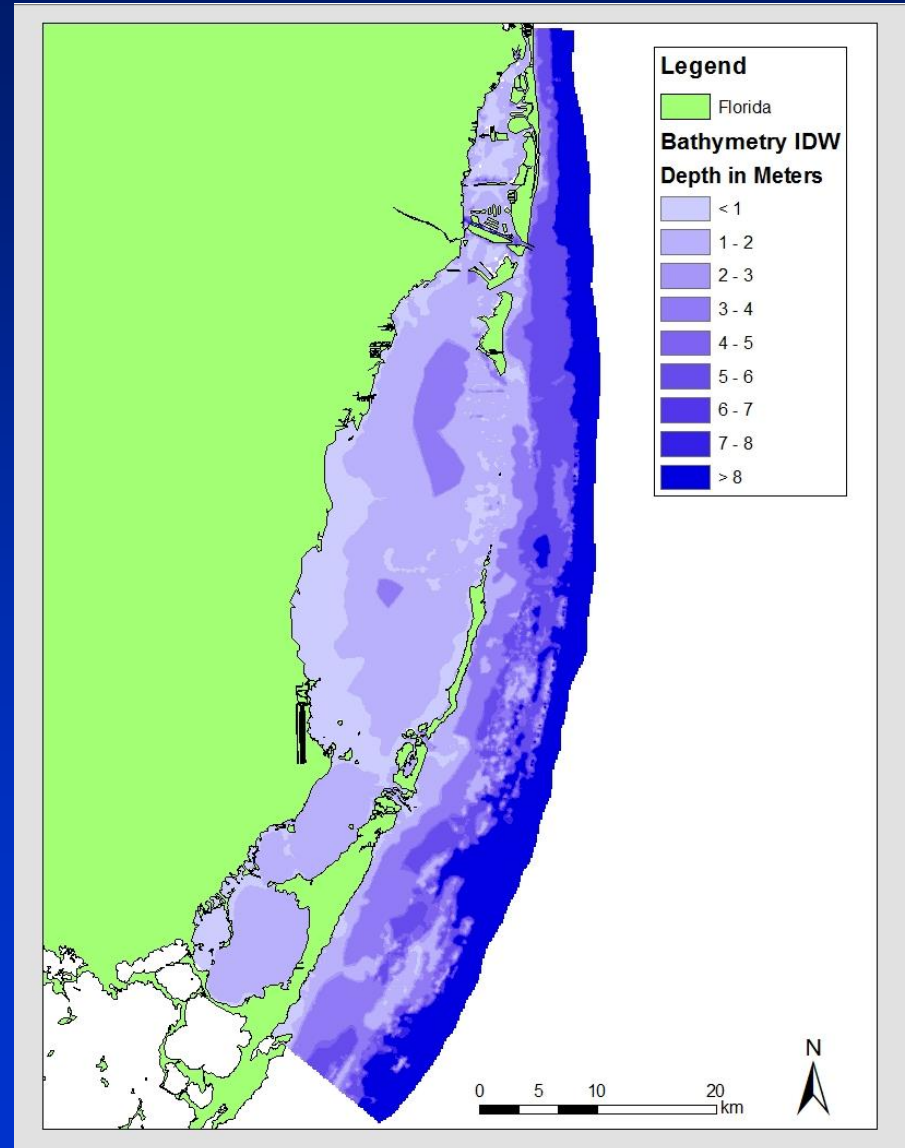 Legend
Florida
Bathymetry IDW
Depth in Meters
< 1
1 - 2
2 - 3
3 - 4
4 - 5
5 - 6
6 - 7
7 - 8
> 8
N
0 5 10 20
km